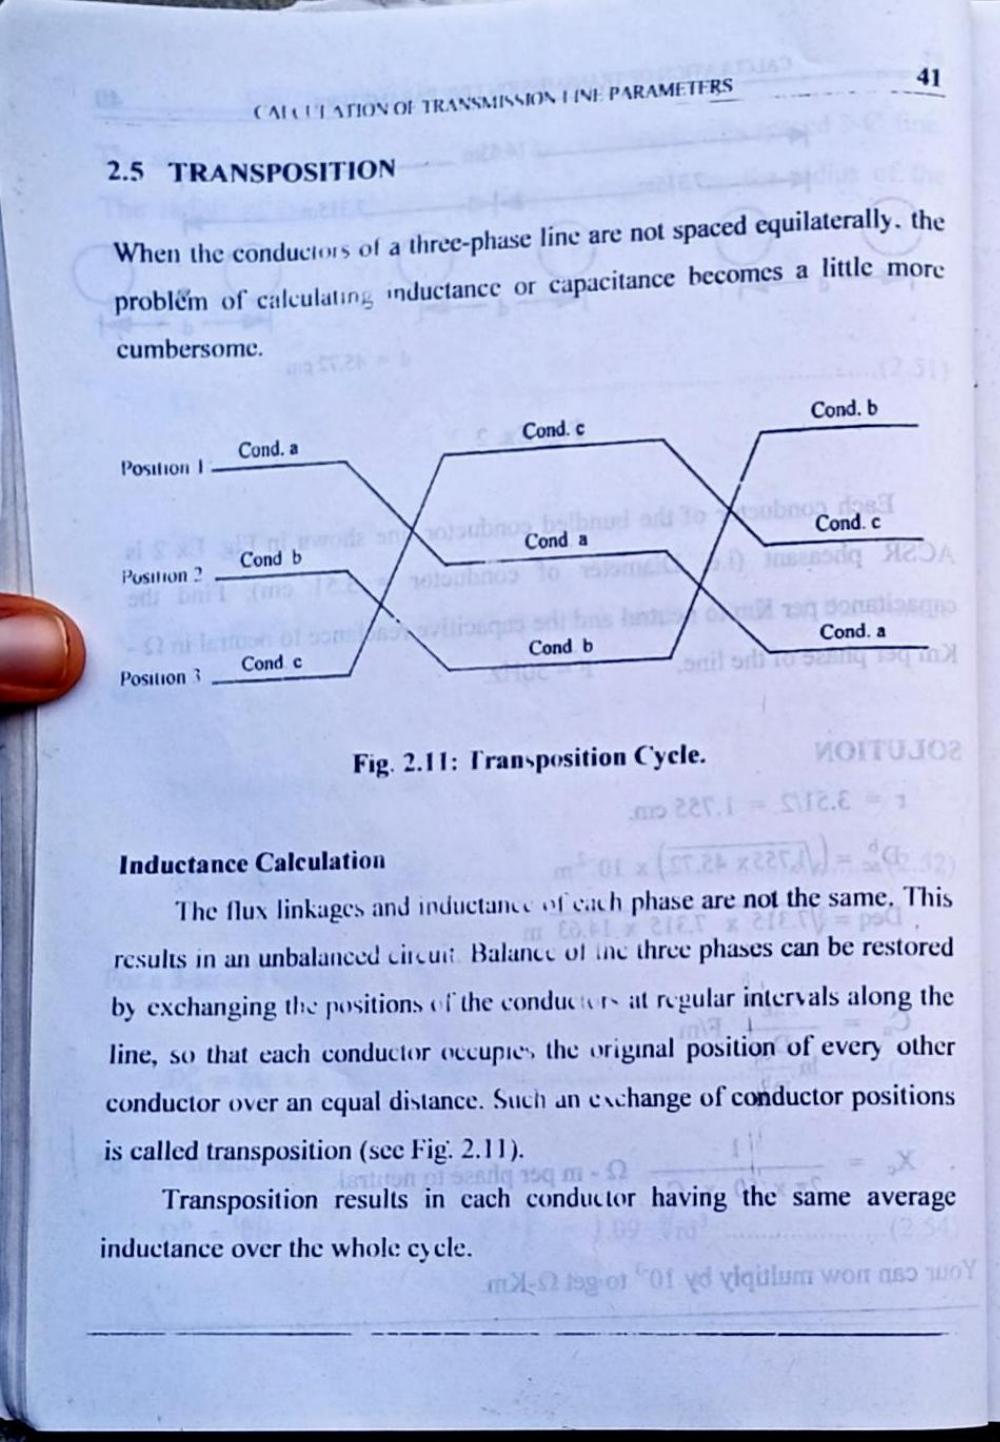 41
CALCULATION OF TRANSMISSION LINE PARAMETERS
2.5 TRANSPOSITION
When the conductors of a three-phase line are not spaced equilaterally, the
problem of calculating inductance or capacitance becomes a little more
cumbersome.
Cond. b
Cond. c
Cond. a
Position 1
Cond. c
Cond a
Cond b
Position 2
Cond. a
Cond b
Cond c
Position 3
Fig. 2.11: Transposition Cycle.
Inductance Calculation
The flux linkages and inductance of each phase are not the same. This
results in an unbalanced circuit. Balance of the three phases can be restored
by exchanging the positions of the conductors at regular intervals along the
line, so that each conductor occupies the original position of every other
conductor over an equal distance. Such an exchange of conductor positions
is called transposition (see Fig. 2.11).
Transposition results in each conductor having the same average
inductance over the whole cycle.